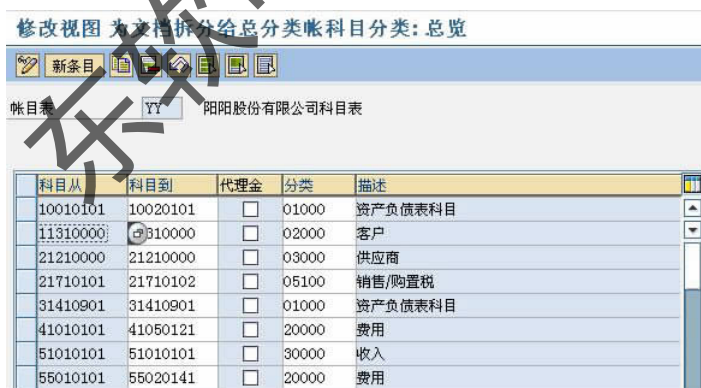 修改视图 为文档拆分给总分类帐科目分类: 总览
新条目
帐目表 YY 阳阳股份有限公司科目表
科目从 科目到 代理金 分类 描述
10010101 10020101 01000 资产负债表科目
11310000 310000 02000 客户
21210000 21210000 03000 供应商
21710101 21710102 05100 销售/购置税
31410901 31410901 01000 资产负债表科目
41010101 41050121 20000 费用
51010101 51010101 30000 收入
55010101 55020141 20000 费用
东软